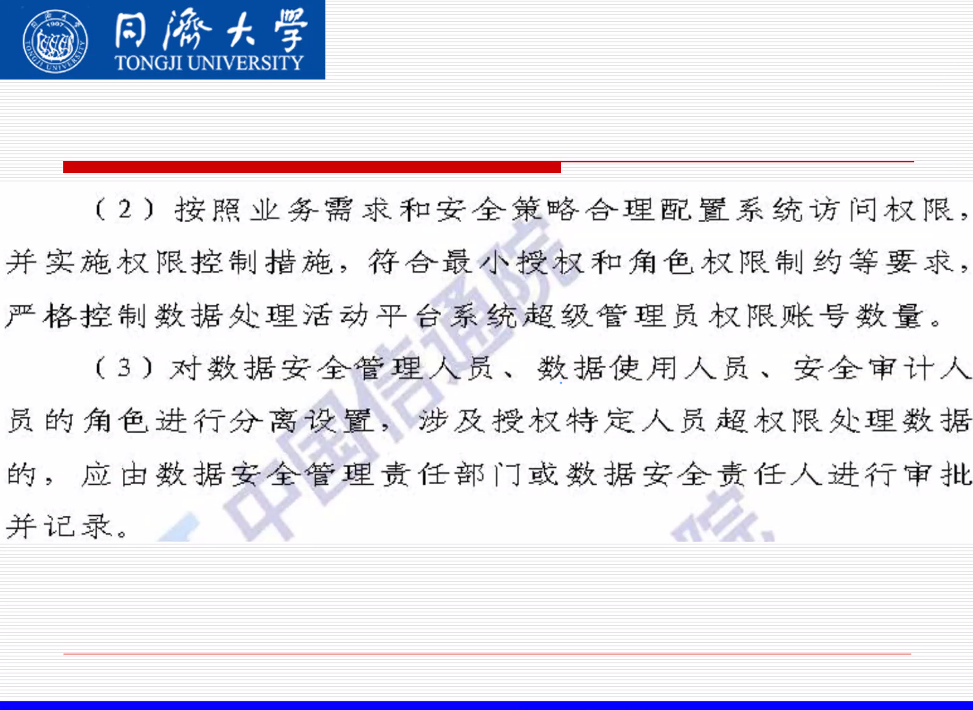 同濟大學
TONGJI UNIVERSITY
（2）按照业务需求和安全策略合理配置系统访问权限，
并实施权限控制措施，符合最小授权和角色权限制约等要求，
严格控制数据处理活动平台系统超级管理员权限账号数量。
（3）对数据安全管理人员、数据使用人员、安全审计人
员的角色进行分离设置，涉及授权特定人员超权限处理数据
的，应由数据安全管理责任部门或数据安全责任人进行审批
并记录。
中国信通院
院